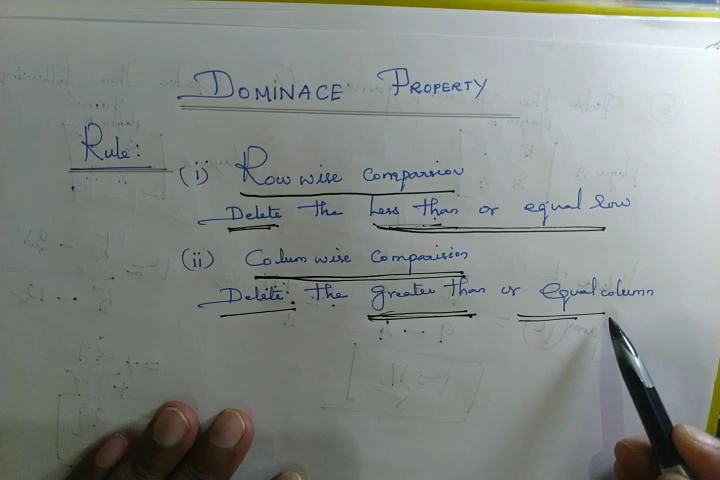 DOMINACE PROPERTY
Rule:
(i) Row wise comparsion
Delete the less than or equal row
(ii) Column wise comparision
Delete the greater than or equal column